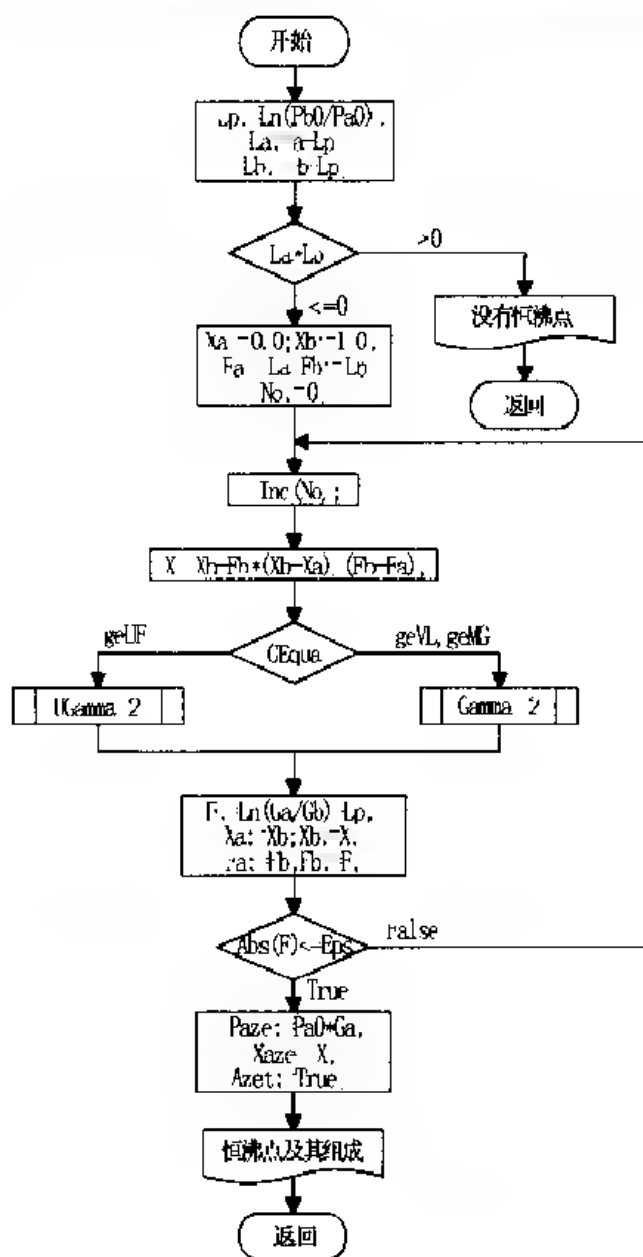 开始
Lp. Ln(Pb0/Pa0).
La. a-Lp
Lb. b-Lp
La*Lb
>0
<=0
没有恒沸点
Xa =0.0;Xb:=1 0,
Fa La Fb:=Lb
No.=0
返回
Inc(No, ;
X Xb-Fb*(Xb-Xa) (Fb-Fa),
geUF
GEqua
geVL, geMG
UGamma 2
Gamma 2
F. Ln(Ga/Gb)-Lp,
Xa: =Xb;Xb.=X.
Fa: Fb,Fb. F.
Abs(F)<=Eps
False
True
Paze: Pa0*Ga,
Xaze X,
Azet: True
恒沸点及其组成
返回